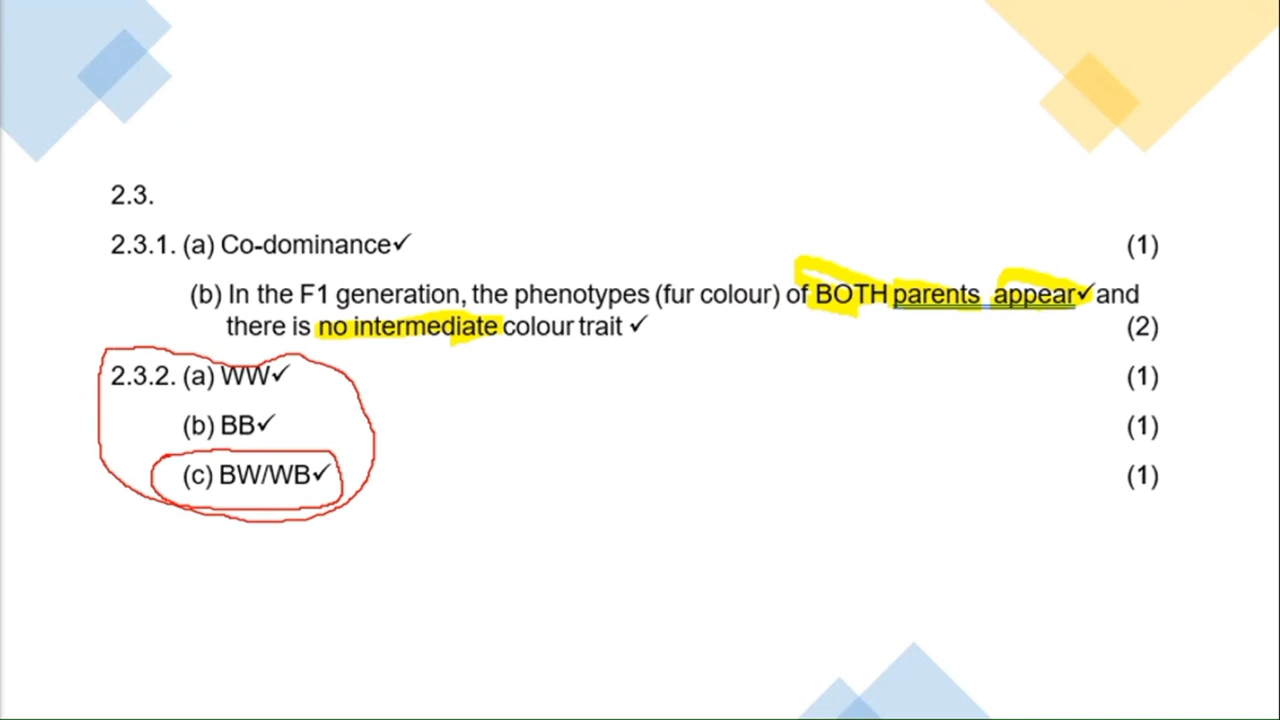 2.3.
2.3.1. (a) Co-dominance✓ (1)
(b) In the F1 generation, the phenotypes (fur colour) of BOTH parents appear✓and
there is no intermediate colour trait ✓ (2)
2.3.2. (a) WW✓ (1)
(b) BB✓ (1)
(c) BW/WB✓ (1)